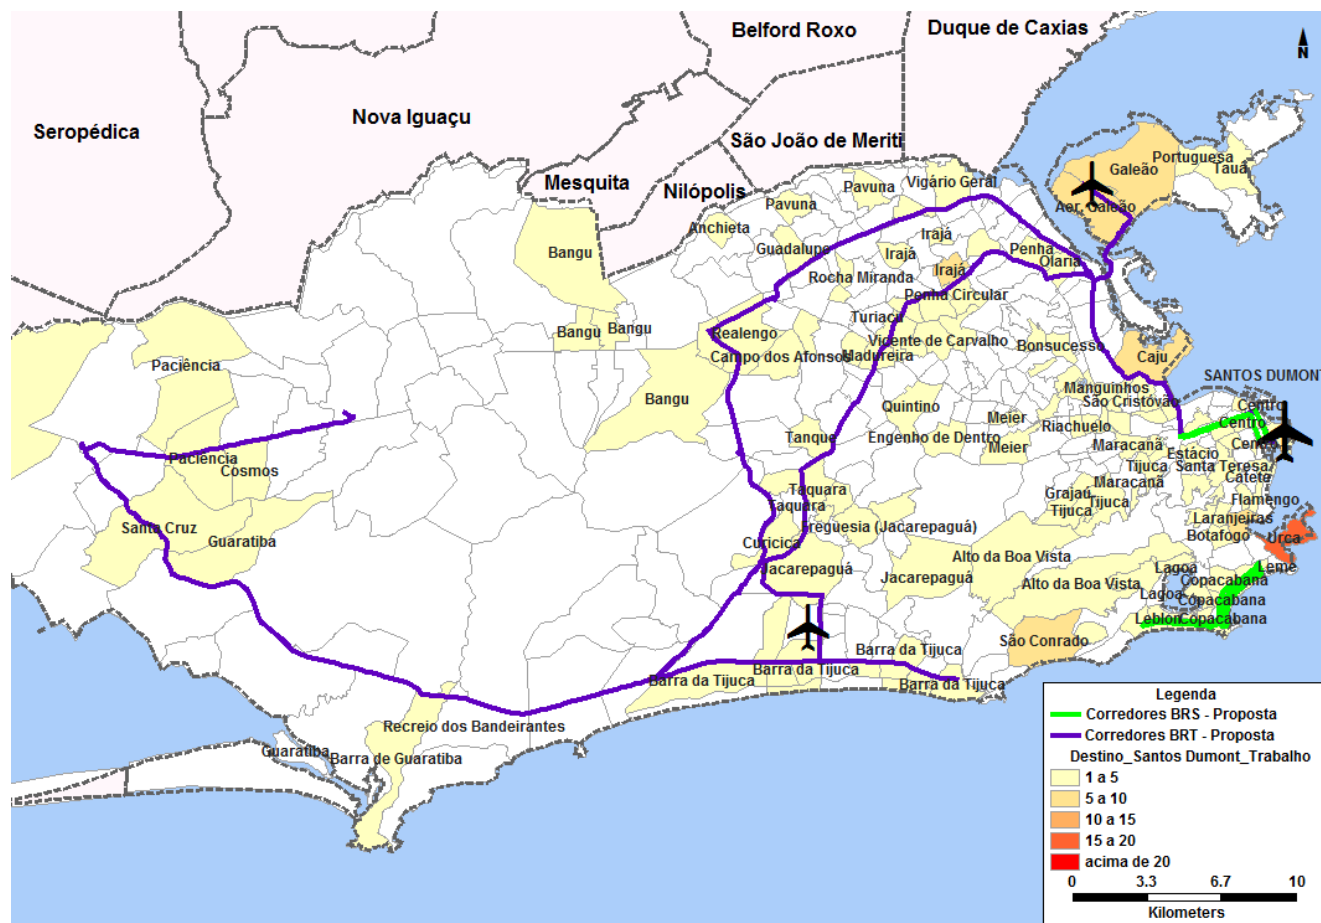 Belford Roxo
Duque de Caxias
N
Nova Iguaçu
Seropédica
São João de Meriti
Mesquita
Nilópolis
Portuguesa
Galeão
Tauá
Pavuna
Vigário Geral
Pavuna
Aer. Galeão
Anchieta
Bangu
Guadalupe
Irajá
Irajá
Penha
Olaria
Rocha Miranda
Irajá
Penha Circular
Turiaçu
Bangu
Bangu
Realengo
Vicente de Carvalho
Bonsucesso
Campo dos Afonsos
Madureira
Caju
Paciência
SANTOS DUMONT
Manguinhos
Bangu
São Cristóvão
Centro
Quintino
Meier
Riachuelo
Centro
Tanque
Engenho de Dentro
Meier
Maracanã
Centro
Estácio
Paciência
Cosmos
Tijuca
Santa Teresa
Catete
Maracanã
Taquara
Grajaú
Tijuca
Flamengo
Taquara
Tijuca
Laranjeiras
Santa Cruz
Freguesia (Jacarepaguá)
Botafogo
Urca
Guaratiba
Curicica
Alto da Boa Vista
Jacarepaguá
Lagoa
Leme
Jacarepaguá
Alto da Boa Vista
Copacabana
Lagoa
Copacabana
Leblon
Copacabana
São Conrado
Barra da Tijuca
Barra da Tijuca
Barra da Tijuca
Barra da Tijuca
Recreio dos Bandeirantes
Guaratiba
Barra de Guaratiba
Legenda
Corredores BRS - Proposta
Corredores BRT - Proposta
Destino_Santos Dumont_Trabalho
1 a 5
5 a 10
10 a 15
15 a 20
acima de 20
0 3.3 6.7 10
Kilometers